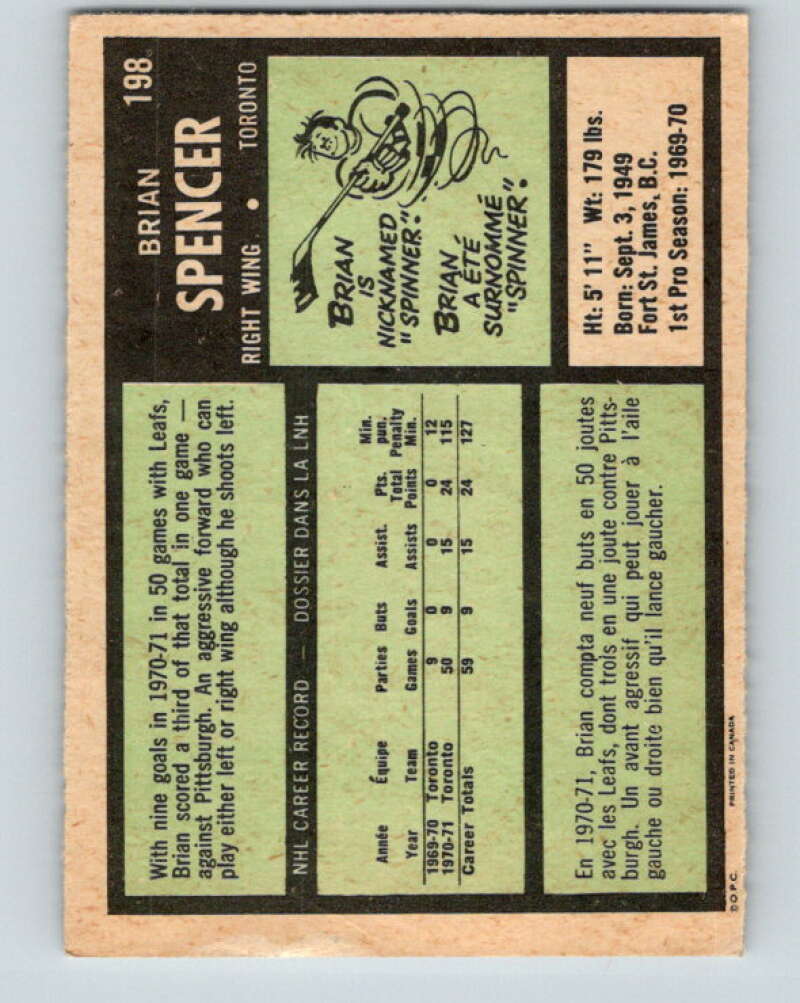 BRIAN 198
SPENCER
RIGHT WING • TORONTO
BRIAN
IS
NICKNAMED
"SPINNER".
BRIAN
A ÉTÉ
SURNOMMÉ
"SPINNER".
Ht: 5' 11" Wt: 179 lbs.
Born: Sept. 3, 1949
Fort St. James, B.C.
1st Pro Season: 1969-70
With nine goals in 1970-71 in 50 games with Leafs,
Brian scored a third of that total in one game —
against Pittsburgh. An aggressive forward who can
play either left or right wing although he shoots left.
NHL CAREER RECORD — DOSSIER DANS LA LNH
Année Équipe Parties Buts Assist. Pts. Total Min. pun.
Year Team Games Goals Assists Points Penalty Min.
1969-70 Toronto 9 0 0 0 12
1970-71 Toronto 50 9 15 24 115
Career Totals 59 9 15 24 127
En 1970-71, Brian compta neuf buts en 50 joutes
avec les Leafs, dont trois en une joute contre Pitts-
burgh. Un avant agressif qui peut jouer à l'aile
gauche ou droite bien qu'il lance gaucher.
© O.P.C. PRINTED IN CANADA